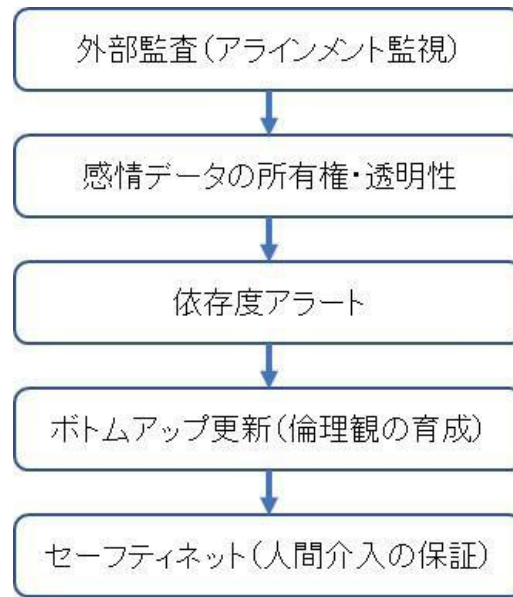 外部監査(アラインメント監視)
感情データの所有権・透明性
依存度アラート
ボトムアップ更新(倫理観の育成)
セーフティネット(人間介入の保証)